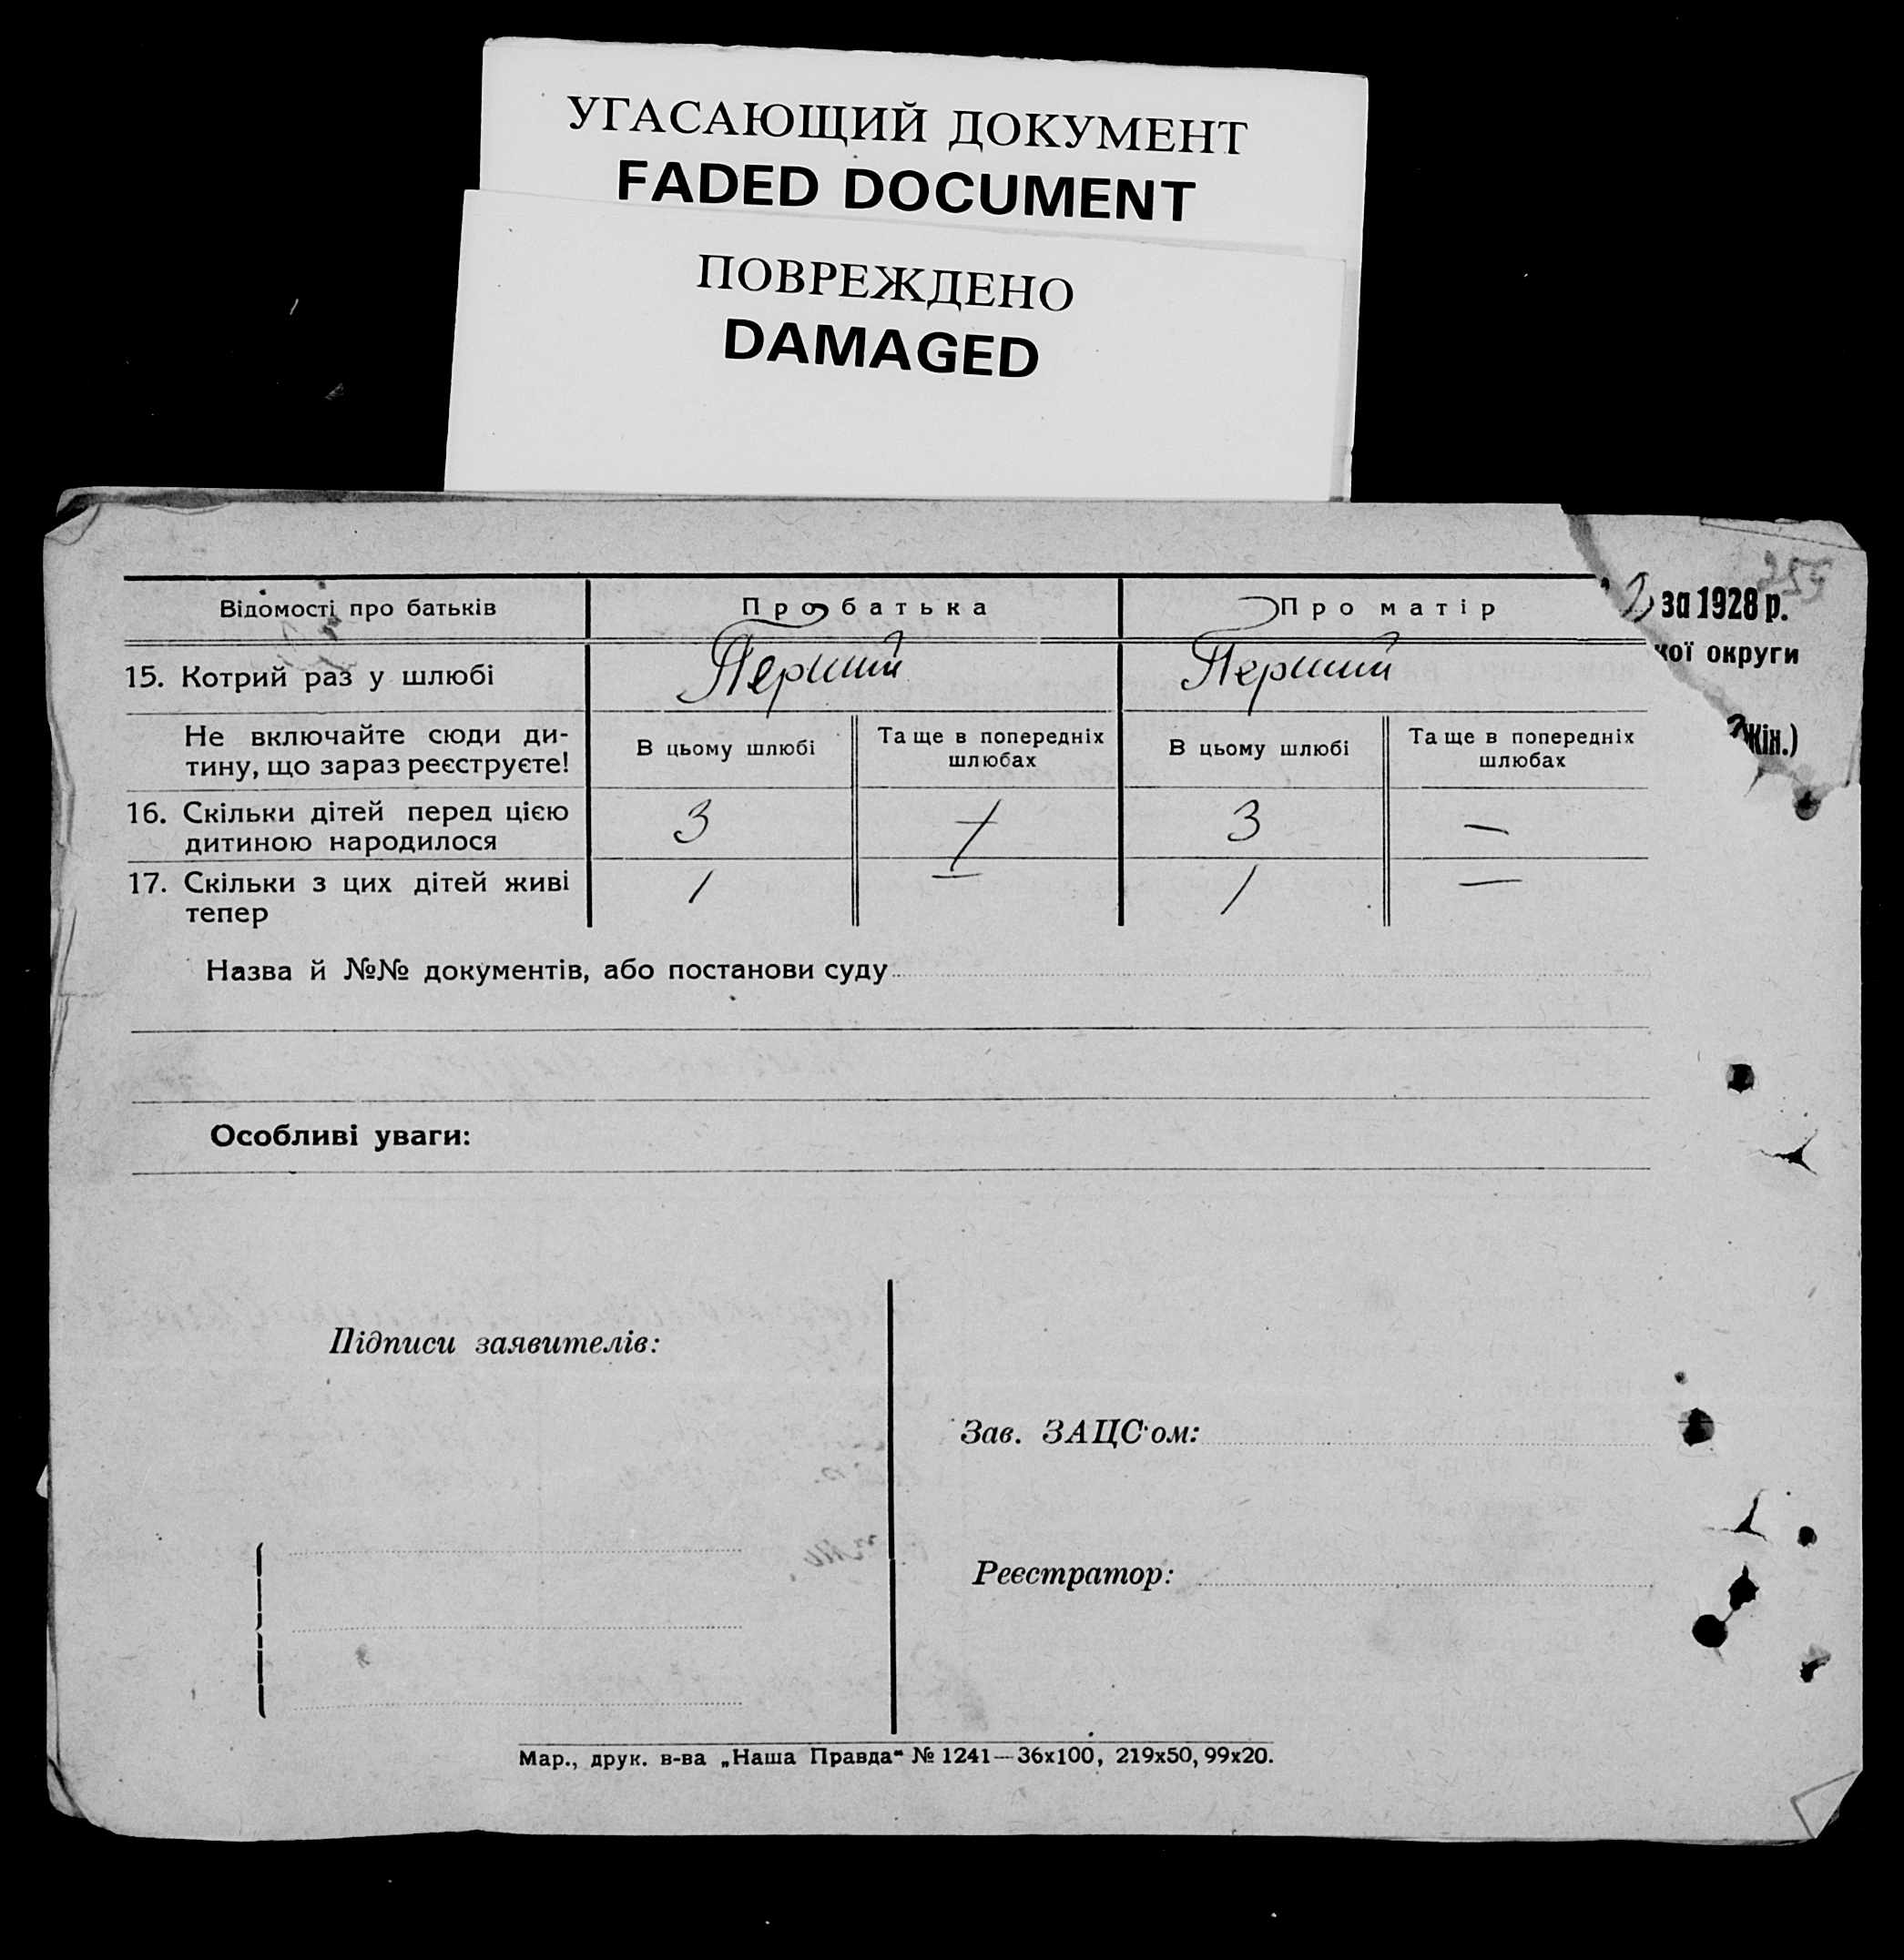 УГАСАЮЩИЙ ДОКУМЕНТ
FADED DOCUMENT
ПОВРЕЖДЕНО
DAMAGED
Відомості про батьків Про батька Про матір
за 1928 р.
кої округи
15. Котрий раз у шлюбі Перший Перший
Жін.)
Не включайте сюди ди-
тину, що зараз реєструєте!
В цьому шлюбі
Та ще в попередніх
шлюбах
В цьому шлюбі
Та ще в попередніх
шлюбах
16. Скільки дітей перед цією
дитиною народилося
3 3 —
17. Скільки з цих дітей живі
тепер
1 — 1 —
Назва й №№ документів, або постанови суду
Особливі уваги:
Підписи заявителів:
Зав. ЗАЦС'ом:
Реєстратор:
Мар., друк. в-ва „Наша Правда“ № 1241—36х100, 219х50, 99х20.